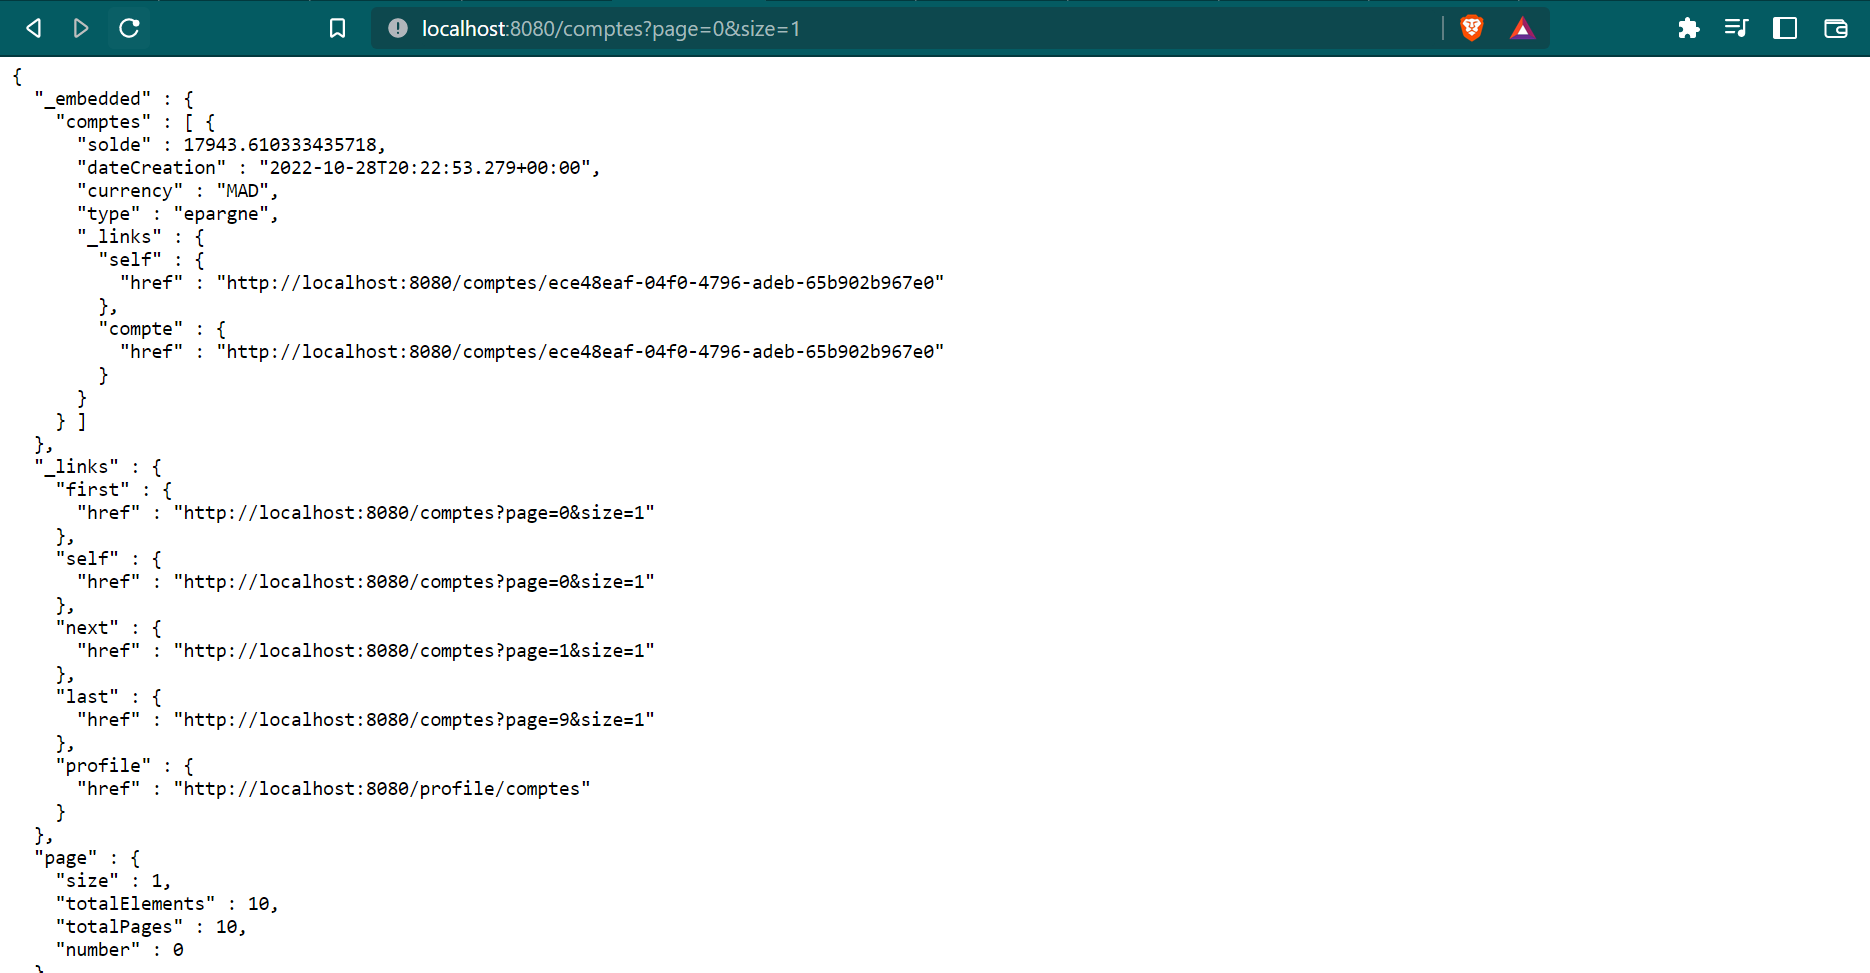 localhost:8080/comptes?page=0&size=1
{
  "_embedded" : {
    "comptes" : [ {
      "solde" : 17943.610333435718,
      "dateCreation" : "2022-10-28T20:22:53.279+00:00",
      "currency" : "MAD",
      "type" : "epargne",
      "_links" : {
        "self" : {
          "href" : "http://localhost:8080/comptes/ece48eaf-04f0-4796-adeb-65b902b967e0"
        },
        "compte" : {
          "href" : "http://localhost:8080/comptes/ece48eaf-04f0-4796-adeb-65b902b967e0"
        }
      }
    } ]
  },
  "_links" : {
    "first" : {
      "href" : "http://localhost:8080/comptes?page=0&size=1"
    },
    "self" : {
      "href" : "http://localhost:8080/comptes?page=0&size=1"
    },
    "next" : {
      "href" : "http://localhost:8080/comptes?page=1&size=1"
    },
    "last" : {
      "href" : "http://localhost:8080/comptes?page=9&size=1"
    },
    "profile" : {
      "href" : "http://localhost:8080/profile/comptes"
    }
  },
  "page" : {
    "size" : 1,
    "totalElements" : 10,
    "totalPages" : 10,
    "number" : 0
  }